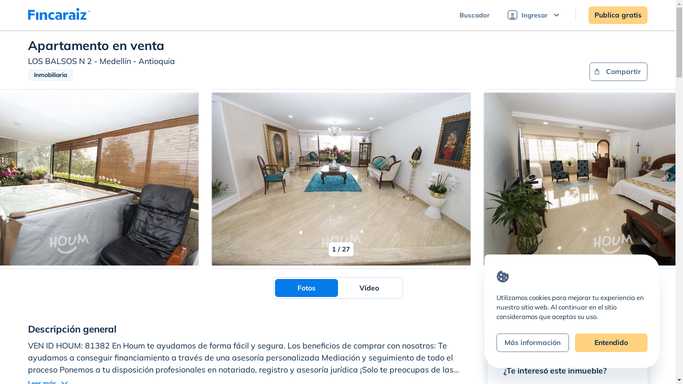 Fincaraiz
Buscador
Ingresar
Publica gratis
Apartamento en venta
LOS BALSOS N 2 - Medellín - Antioquia
Inmobiliaria
Compartir
HOUM
HOUM
HOUM
1 / 27
Fotos
Video
Descripción general
VEN ID HOUM: 81382 En Houm te ayudamos de forma fácil y segura. Los beneficios de comprar con nosotros: Te
ayudamos a conseguir financiamiento a través de una asesoría personalizada Mediación y seguimiento de todo el
proceso Ponemos a tu disposición profesionales en notariado, registro y asesoría jurídica ¡Solo te preocupas de las...
Leer más
Utilizamos cookies para mejorar tu experiencia en
nuestro sitio web. Al continuar en el sitio
consideramos que aceptas su uso.
Más información
Entendido
¿Te interesó este inmueble?